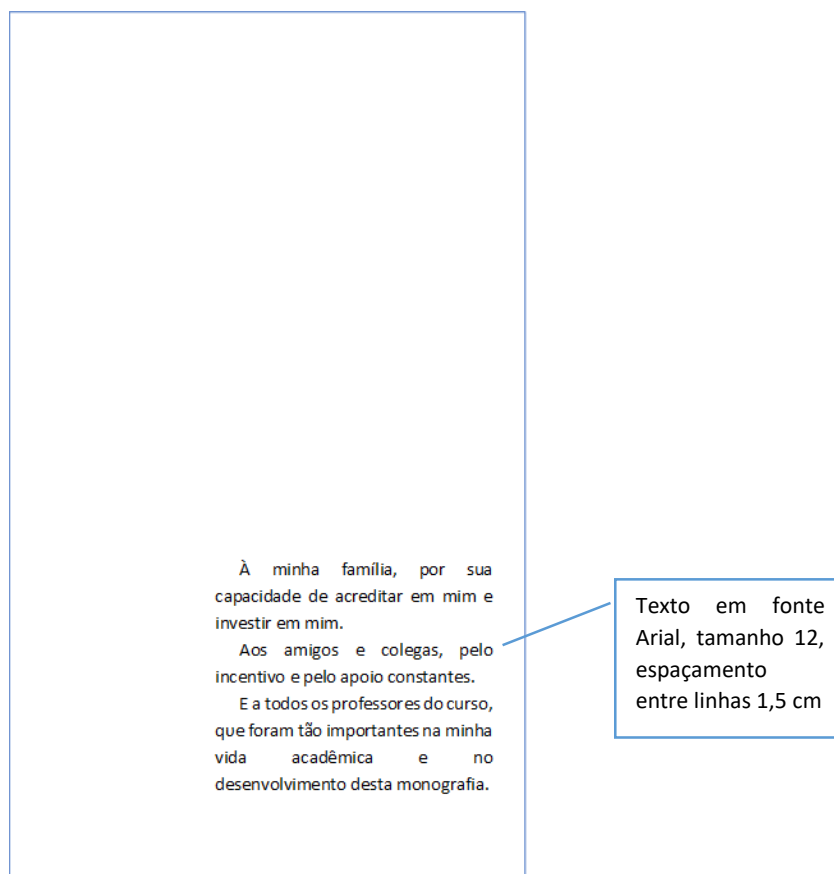 À minha família, por sua
capacidade de acreditar em mim e
investir em mim.
Aos amigos e colegas, pelo
incentivo e pelo apoio constantes.
E a todos os professores do curso,
que foram tão importantes na minha
vida acadêmica e no
desenvolvimento desta monografia.
Texto em fonte
Arial, tamanho 12,
espaçamento
entre linhas 1,5 cm